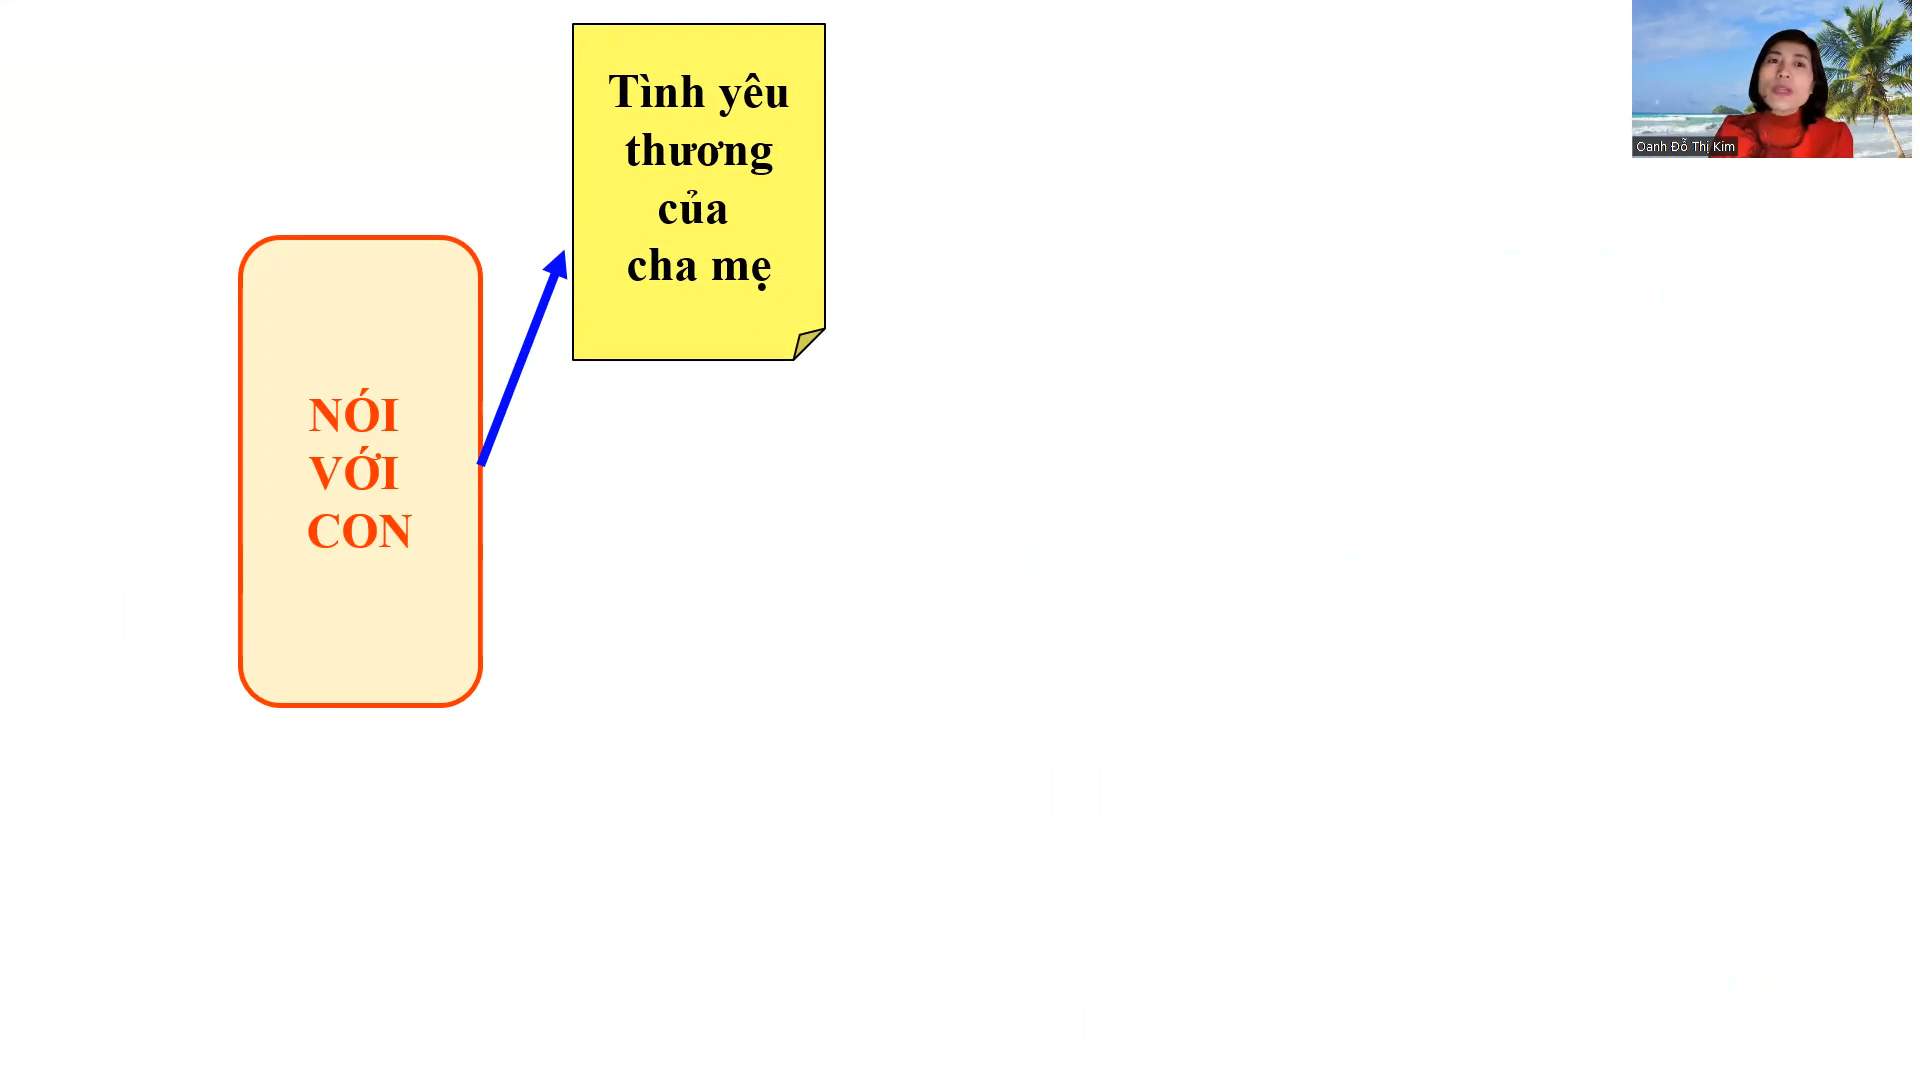 Tình yêu
thương
của
cha mẹ
NÓI
VỚI
CON
Oanh Đỗ Thị Kim